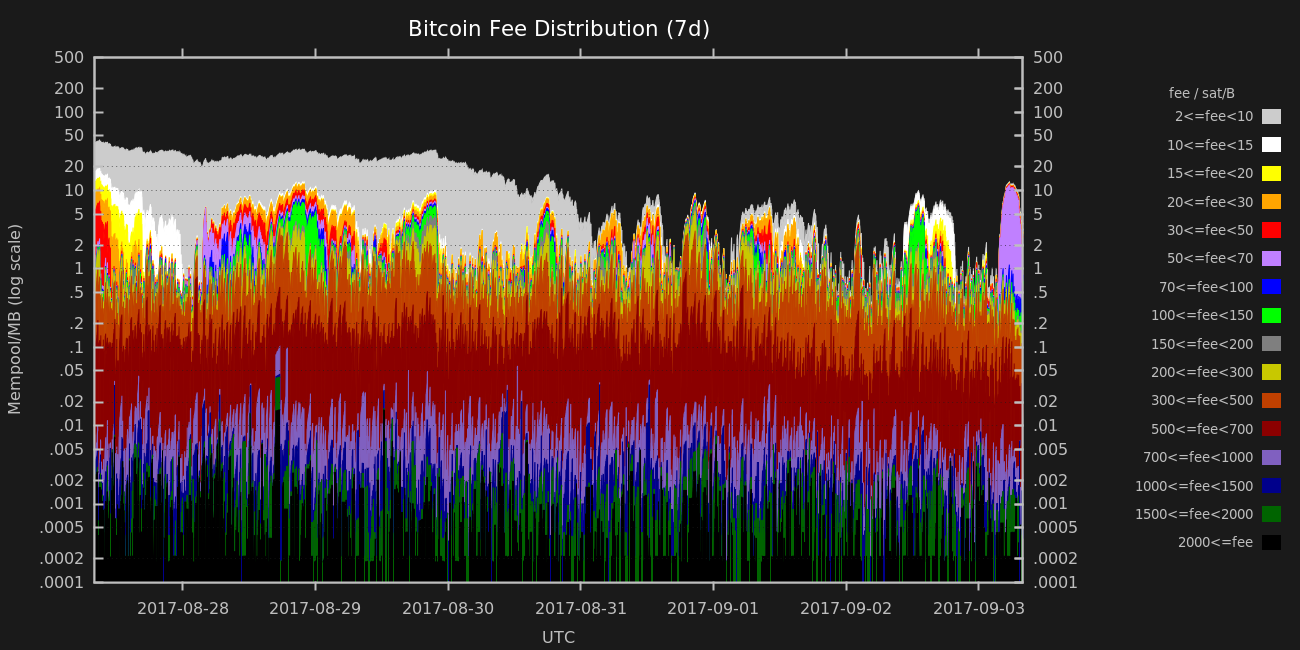 Bitcoin Fee Distribution (7d)
500
200
100
50
20
10
5
2
1
.5
.2
.1
.05
.02
.01
.005
.002
.001
.0005
.0002
.0001
Mempool/MB (log scale)
500
200
100
50
20
10
5
2
1
.5
.2
.1
.05
.02
.01
.005
.002
.001
.0005
.0002
.0001
2017-08-28 2017-08-29 2017-08-30 2017-08-31 2017-09-01 2017-09-02 2017-09-03
UTC
fee / sat/B
2<=fee<10
10<=fee<15
15<=fee<20
20<=fee<30
30<=fee<50
50<=fee<70
70<=fee<100
100<=fee<150
150<=fee<200
200<=fee<300
300<=fee<500
500<=fee<700
700<=fee<1000
1000<=fee<1500
1500<=fee<2000
2000<=fee